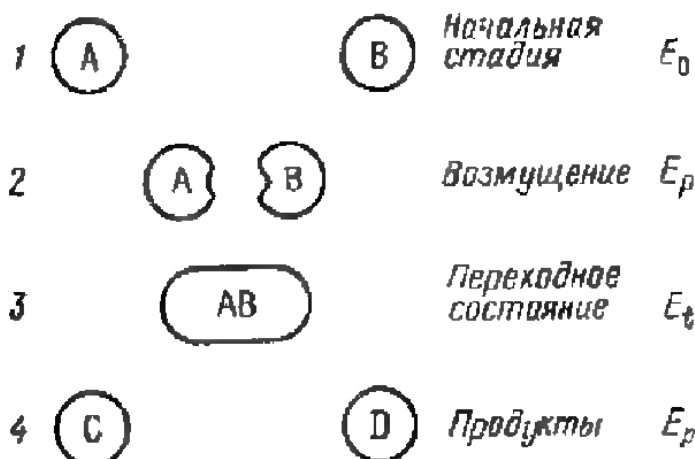 1 A B Начальная стадия E₀
2 A B Возмущение Eₚ
3 AB Переходное состояние Eₜ
4 C D Продукты Eₚ